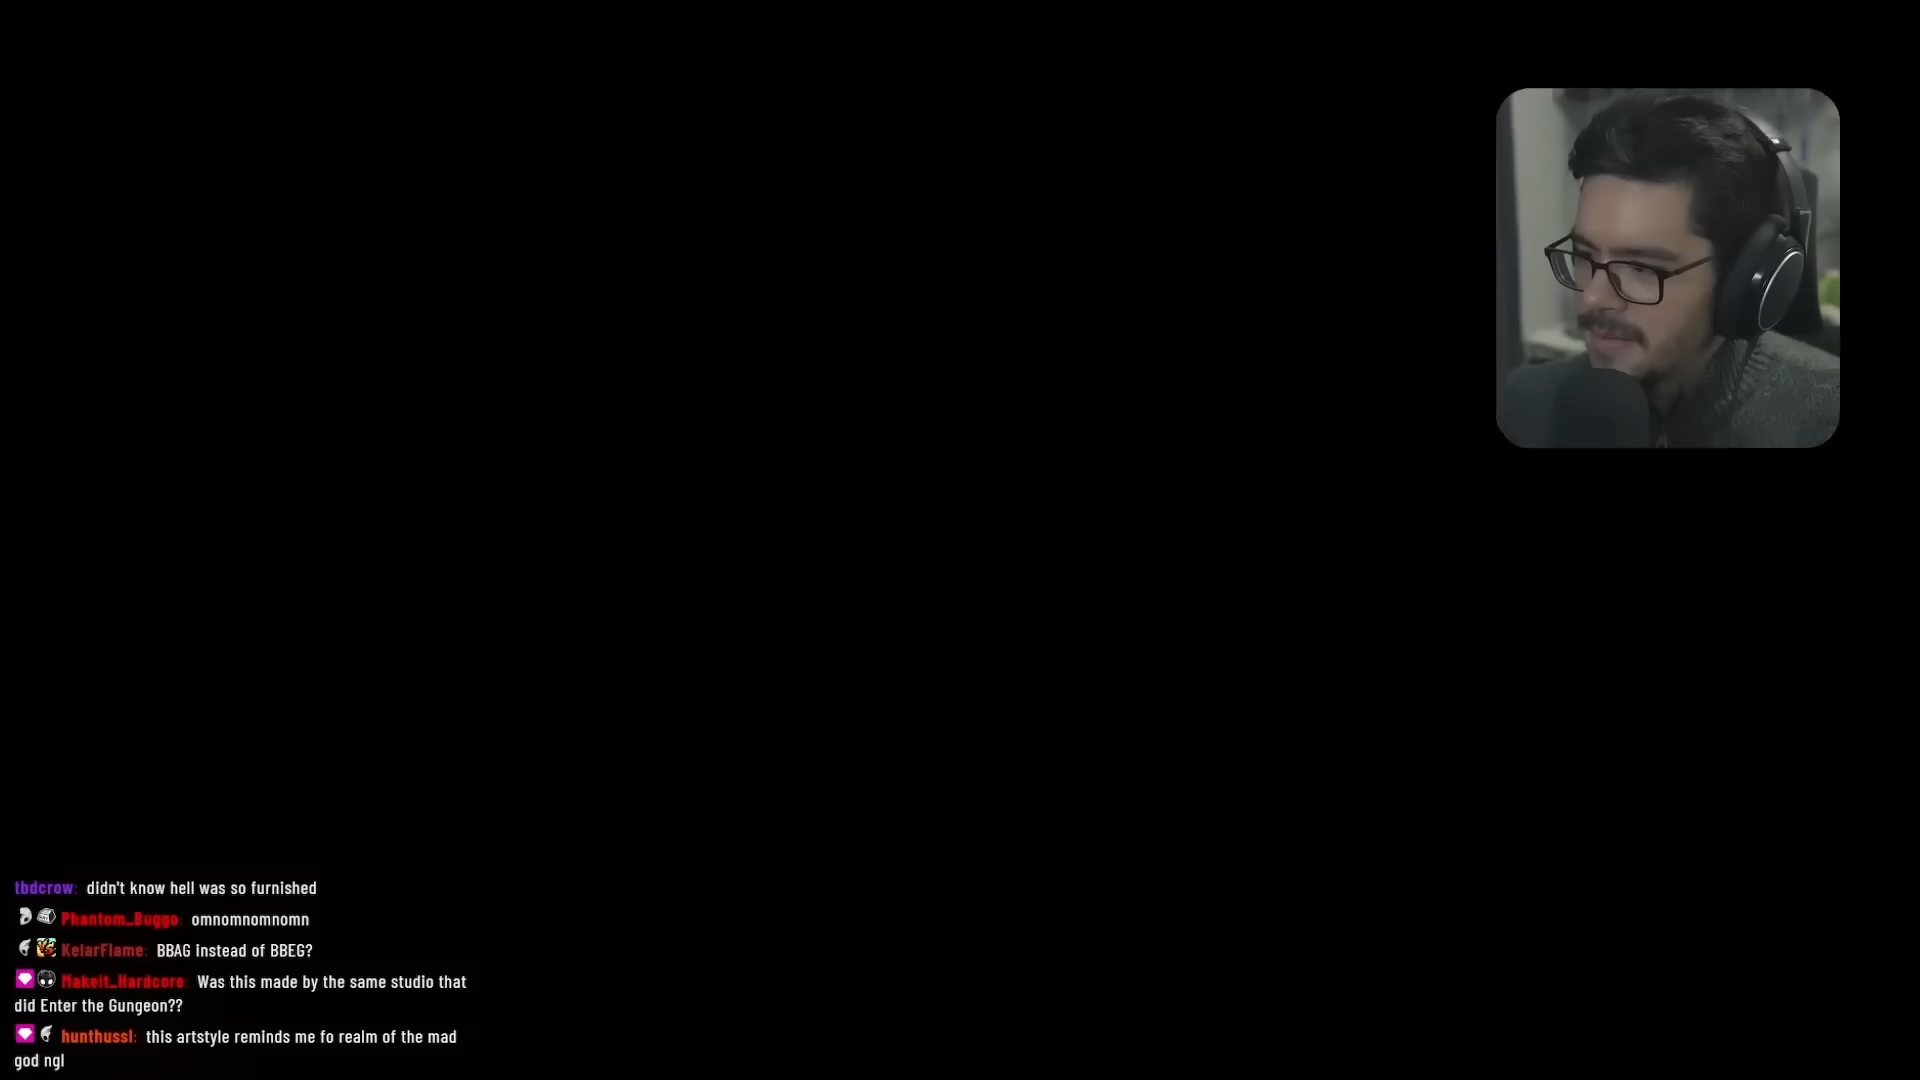 tbdcrow: didn't know hell was so furnished
Phantom_Buggo: omnomnomnomn
KelarFlame: BBAG instead of BBEG?
Makeit_Hardcore: Was this made by the same studio that
did Enter the Gungeon??
hunthussl: this artstyle reminds me fo realm of the mad
god ngl